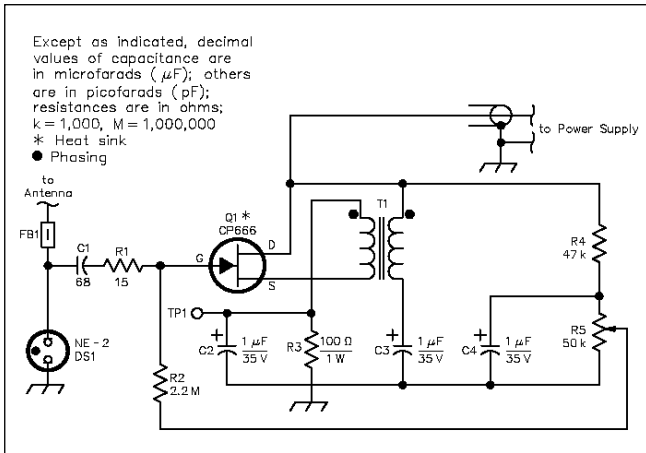 Except as indicated, decimal
values of capacitance are
in microfarads ( µF); others
are in picofarads ( pF);
resistances are in ohms;
k = 1,000, M = 1,000,000
* Heat sink
● Phasing
to Power Supply
to
Antenna
FB1
C1
68
R1
15
Q1 *
CP666
G
D
S
T1
R4
47 k
TP1
NE-2
DS1
C2
+
1 µF
35 V
R3
100 Ω
1 W
C3
+
1 µF
35 V
C4
+
1 µF
35 V
R5
50 k
R2
2.2 M